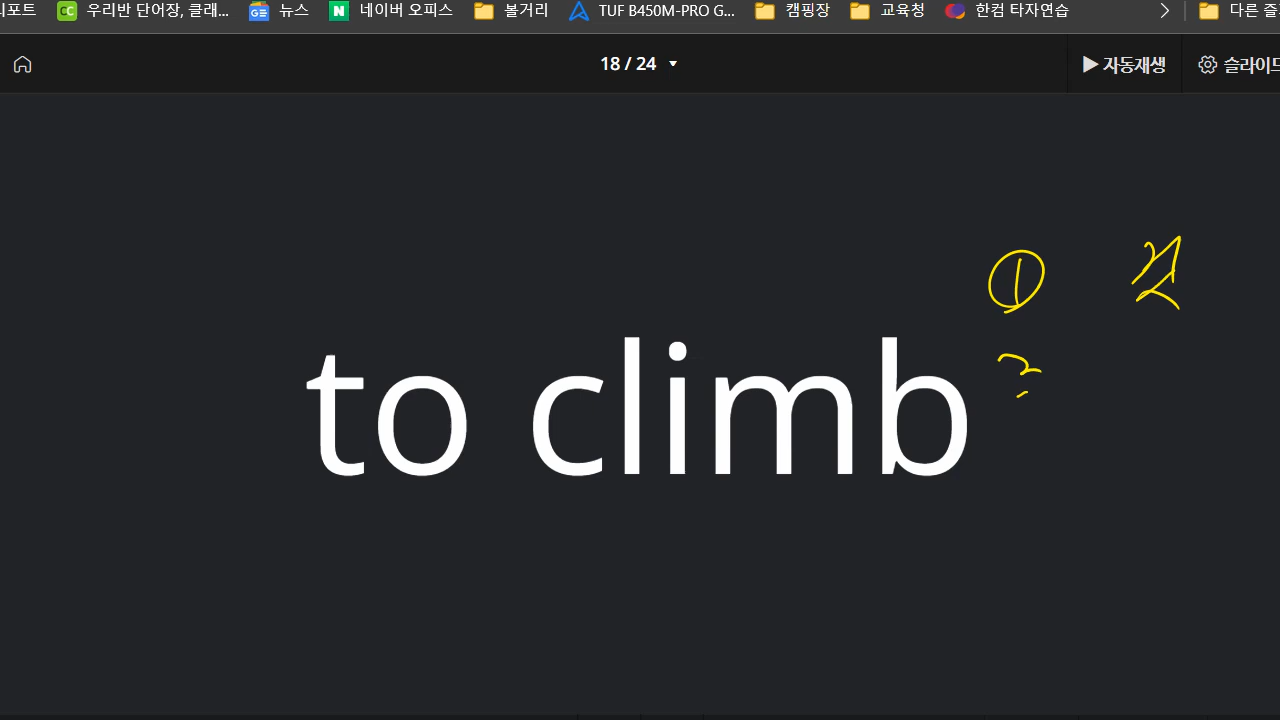 리포트 우리반 단어장, 클래... 뉴스 네이버 오피스 볼거리 TUF B450M-PRO G... 캠핑장 교육청 한컴 타자연습 다른 즐
18 / 24 자동재생 슬라이드
①
to climb